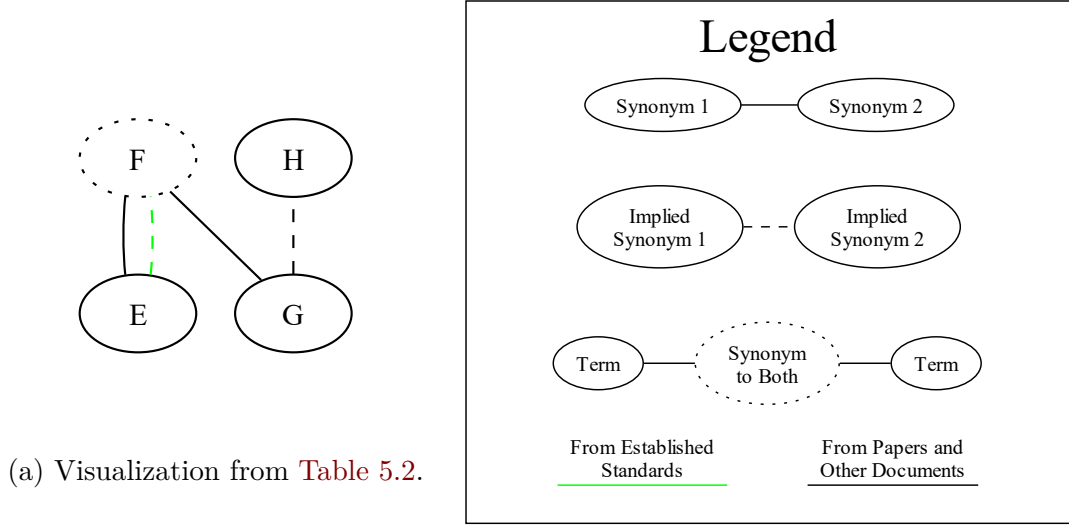 F
H
E
G
(a) Visualization from Table 5.2.
Legend
Synonym 1
Synonym 2
Implied
Synonym 1
Implied
Synonym 2
Term
Synonym
to Both
Term
From Established
Standards
From Papers and
Other Documents